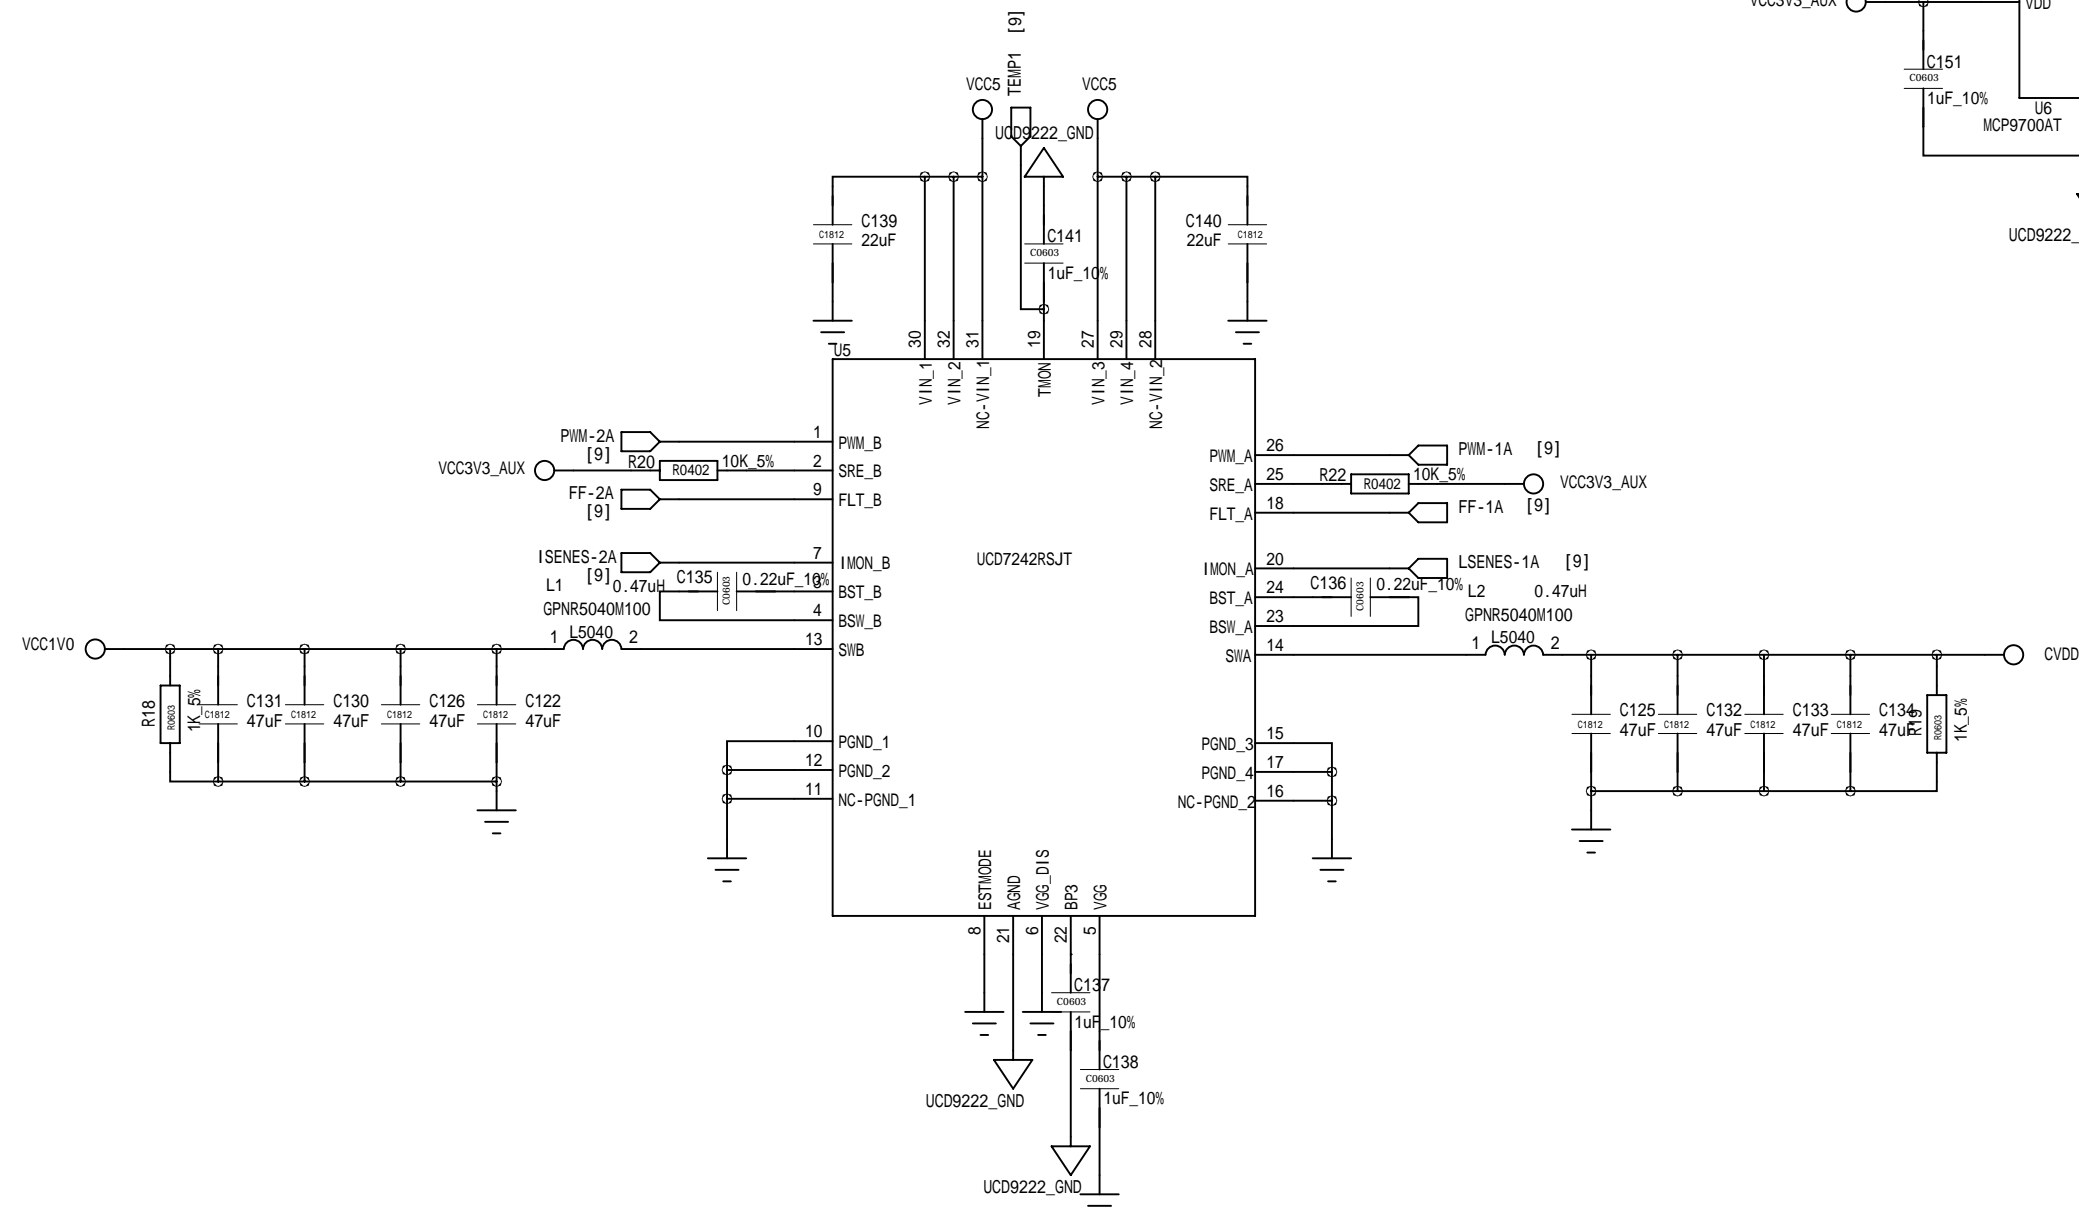 [9]
TEMP1
VCC5
VCC5
UCD9222_GND
VCC3V3_AUX
VDD
C151
C0603
1uF_10%
U6
MCP9700AT
UCD9222_
C139
C1812
22uF
C141
C0603
1uF_10%
C140
C1812
22uF
30
32
31
19
27
29
28
U5
VIN_1
VIN_2
NC-VIN_1
TMON
VIN_3
VIN_4
NC-VIN_2
PWM-2A
[9]
1
PWM_B
VCC3V3_AUX
R20
R0402
10K_5%
2
SRE_B
FF-2A
[9]
9
FLT_B
ISENES-2A
[9]
7
IMON_B
L1
0.47uH
C135
C0603
0.22uF_10%
3
BST_B
GPNR5040M100
4
BSW_B
VCC1V0
1
L5040
2
13
SWB
R18
R0603
1K_5%
C1812
C131
47uF
C1812
C130
47uF
C1812
C126
47uF
C1812
C122
47uF
10
PGND_1
12
PGND_2
11
NC-PGND_1
UCD7242RSJT
PWM_A
26
PWM-1A
[9]
SRE_A
25
R22
R0402
10K_5%
VCC3V3_AUX
FLT_A
18
FF-1A
[9]
IMON_A
20
LSENES-1A
[9]
BST_A
24
C136
C0603
0.22uF_10%
L2
0.47uH
GPNR5040M100
BSW_A
23
SWA
14
1
L5040
2
CVDD
C1812
C125
47uF
C1812
C132
47uF
C1812
C133
47uF
C1812
C134
47uF
R19
R0603
1K_5%
PGND_3
15
PGND_4
17
NC-PGND_2
16
ESTMODE
AGND
VGG_DIS
BP3
VGG
8
21
6
22
5
C137
C0603
1uF_10%
C138
C0603
1uF_10%
UCD9222_GND
UCD9222_GND